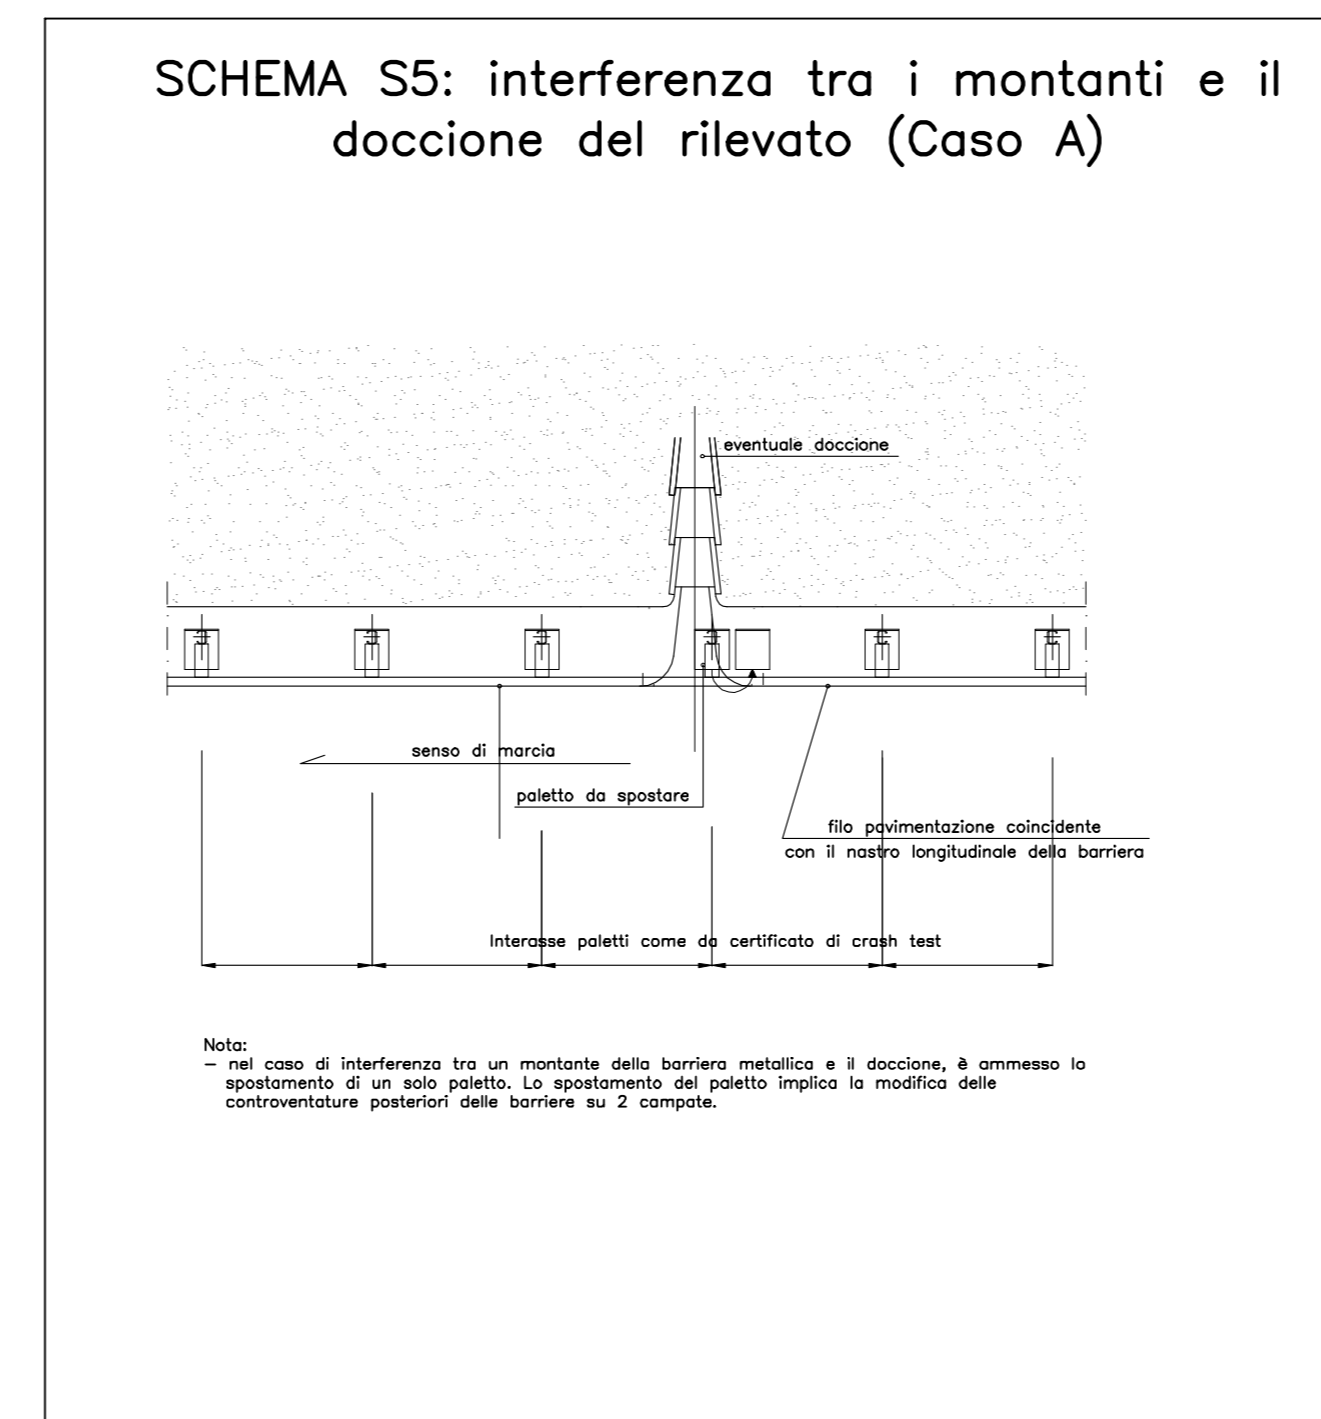 SCHEMA S5: interferenza tra i montanti e il
doccione del rilevato (Caso A)
eventuale doccione
senso di marcia
paletto da spostare
filo pavimentazione coincidente
con il nastro longitudinale della barriera
Interasse paletti come da certificato di crash test
Nota:
– nel caso di interferenza tra un montante della barriera metallica e il doccione, è ammesso lo
spostamento di un solo paletto. Lo spostamento del paletto implica la modifica delle
controventature posteriori delle barriere su 2 campate.